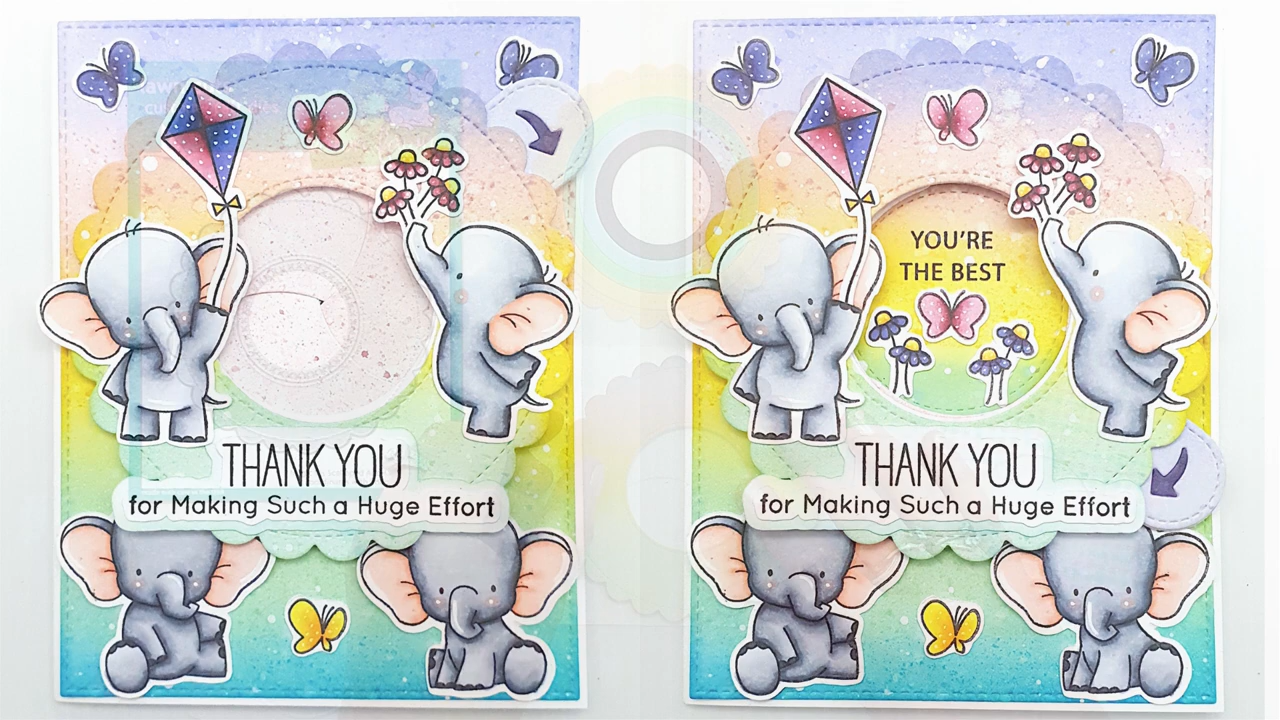 THANK YOU
for Making Such a Huge Effort
YOU'RE
THE BEST
THANK YOU
for Making Such a Huge Effort